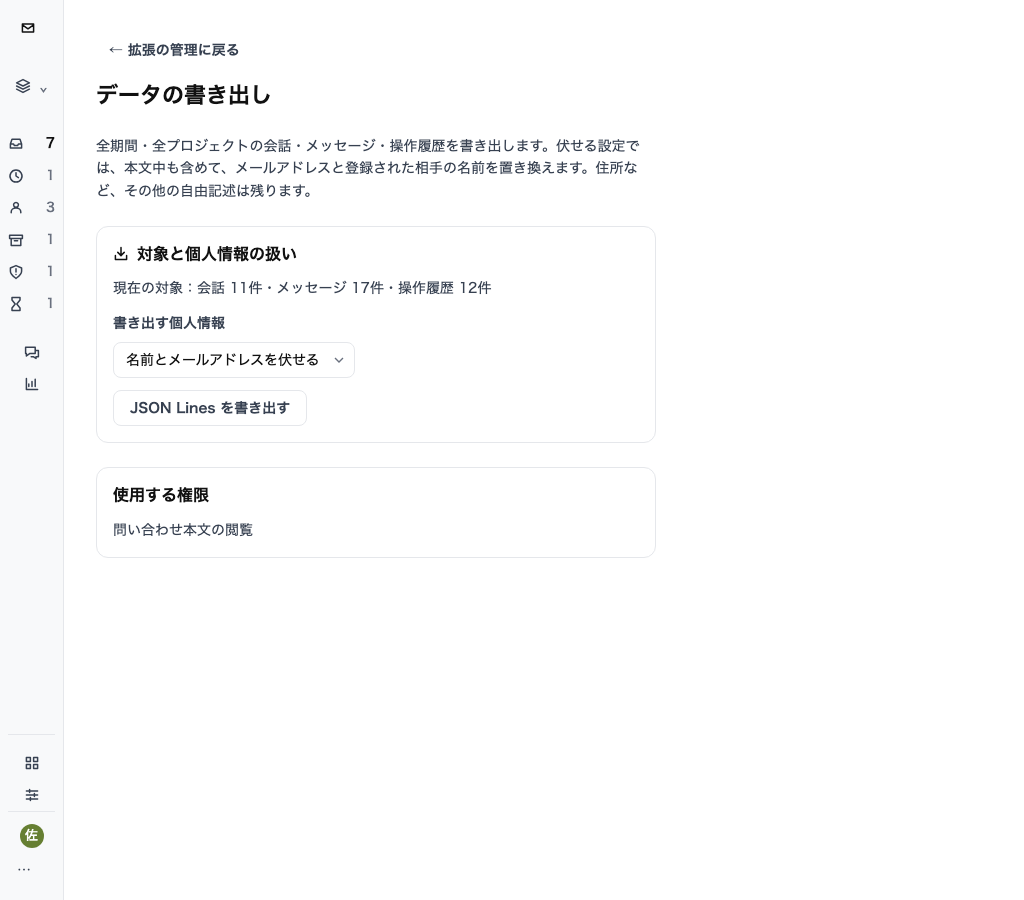 ← 拡張の管理に戻る
データの書き出し
全期間・全プロジェクトの会話・メッセージ・操作履歴を書き出します。伏せる設定で
は、本文中も含めて、メールアドレスと登録された相手の名前を置き換えます。住所な
ど、その他の自由記述は残ります。
対象と個人情報の扱い
現在の対象：会話 11件・メッセージ 17件・操作履歴 12件
書き出す個人情報
名前とメールアドレスを伏せる
JSON Lines を書き出す
使用する権限
問い合わせ本文の閲覧
7
1
3
1
1
1
佐
…